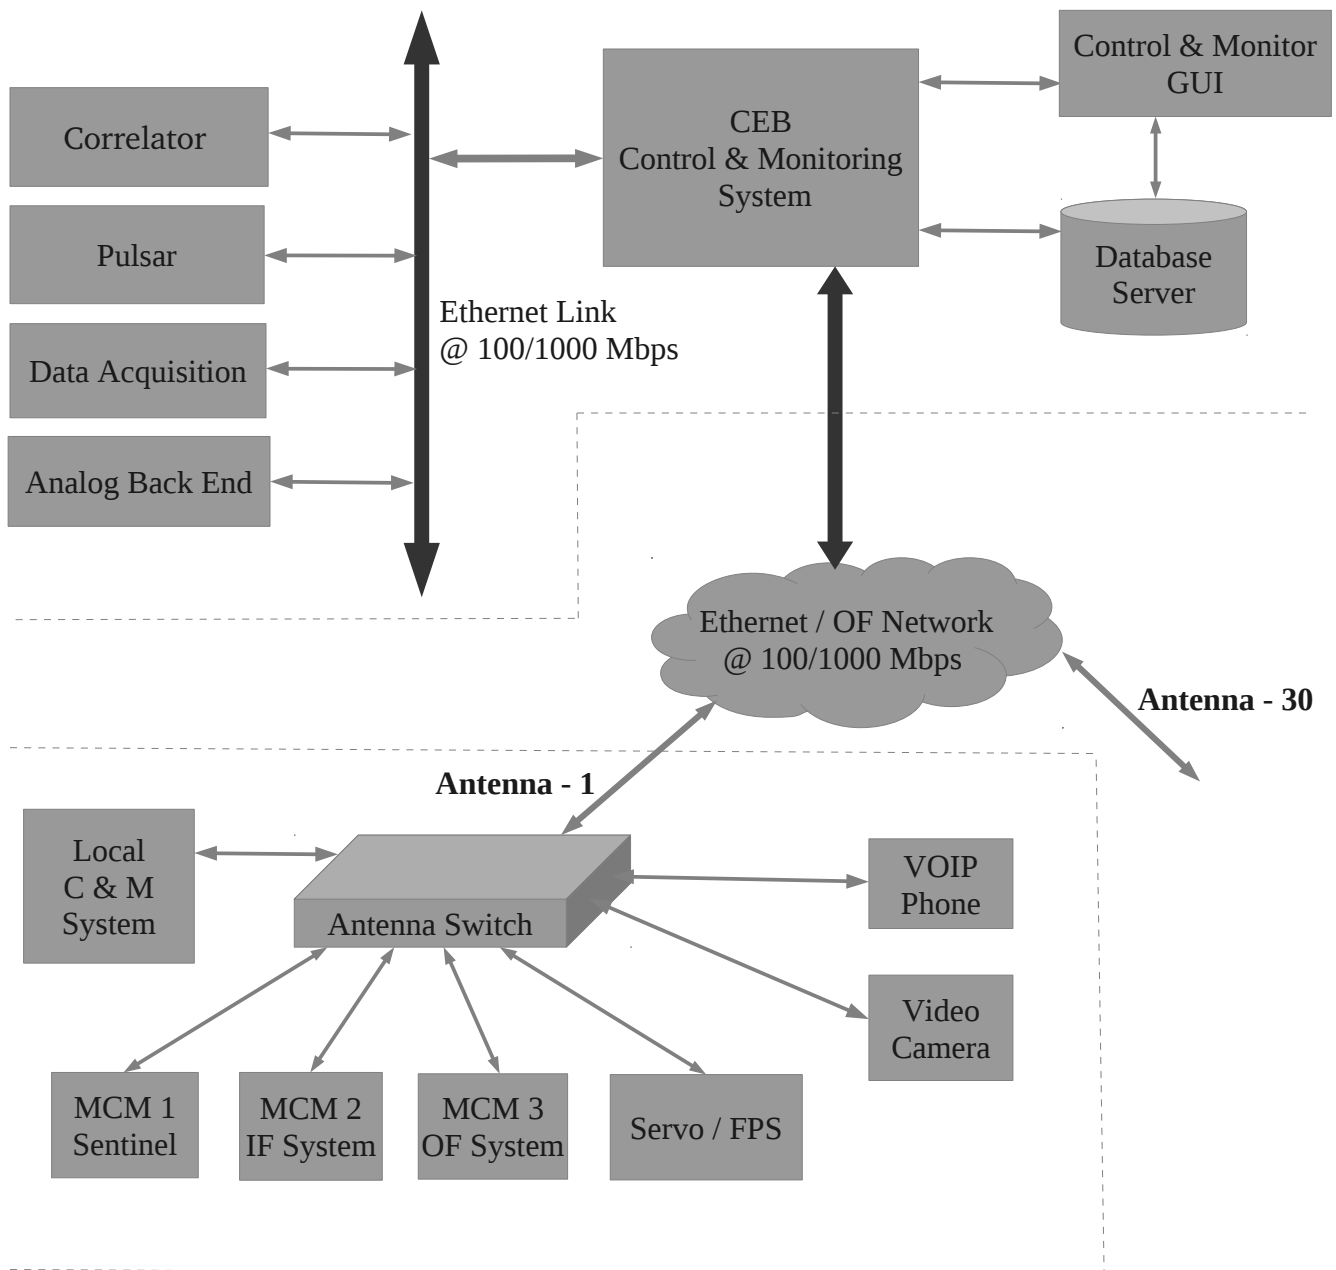 Control & Monitor
GUI
CEB
Control & Monitoring
System
Correlator
Pulsar
Database
Server
Ethernet Link
@ 100/1000 Mbps
Data Acquisition
Analog Back End
Ethernet / OF Network
@ 100/1000 Mbps
Antenna - 30
Antenna - 1
Local
C & M
System
Antenna Switch
VOIP
Phone
Video
Camera
MCM 1
Sentinel
MCM 2
IF System
MCM 3
OF System
Servo / FPS